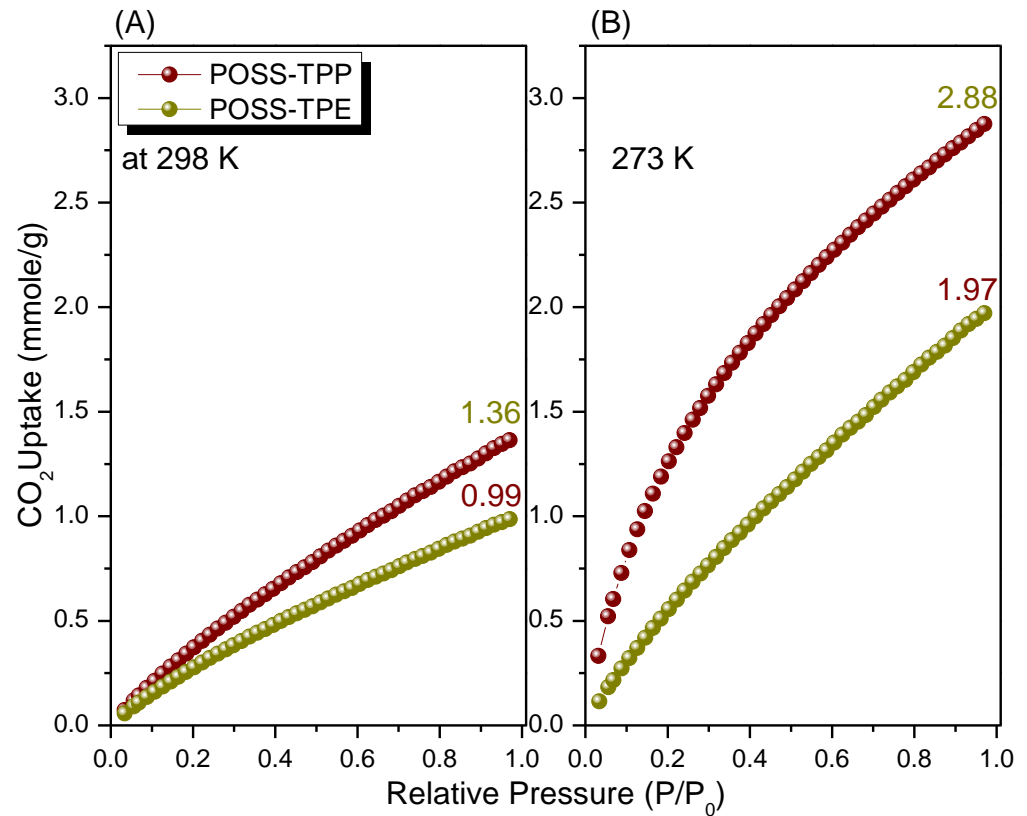 (A)
(B)
POSS-TPP
POSS-TPE
at 298 K
273 K
CO₂Uptake (mmole/g)
3.0
2.5
2.0
1.5
1.0
0.5
0.0
1.36
0.99
0.0 0.2 0.4 0.6 0.8 1.0
3.0
2.5
2.0
1.5
1.0
0.5
0.0
2.88
1.97
0.0 0.2 0.4 0.6 0.8 1.0
Relative Pressure (P/P₀)